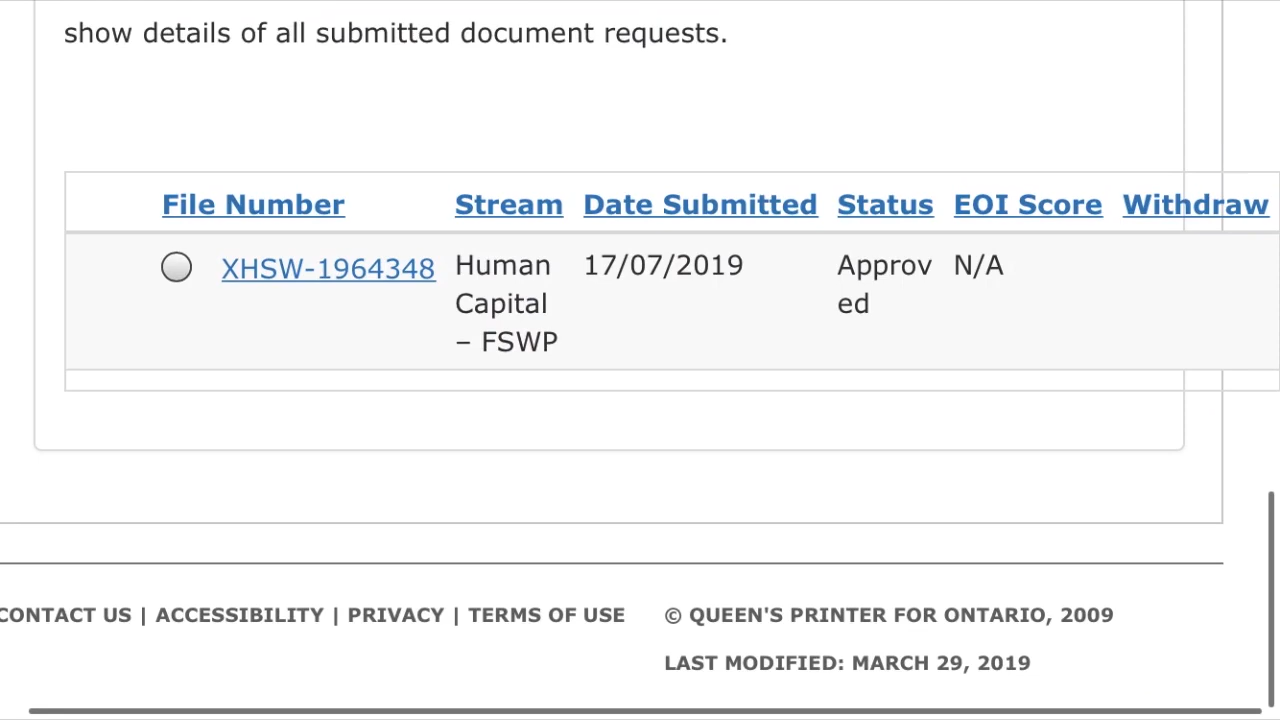 show details of all submitted document requests.
File Number Stream Date Submitted Status EOI Score Withdraw
XHSW-1964348 Human 17/07/2019 Approv N/A
Capital ed
– FSWP
CONTACT US | ACCESSIBILITY | PRIVACY | TERMS OF USE © QUEEN'S PRINTER FOR ONTARIO, 2009
LAST MODIFIED: MARCH 29, 2019